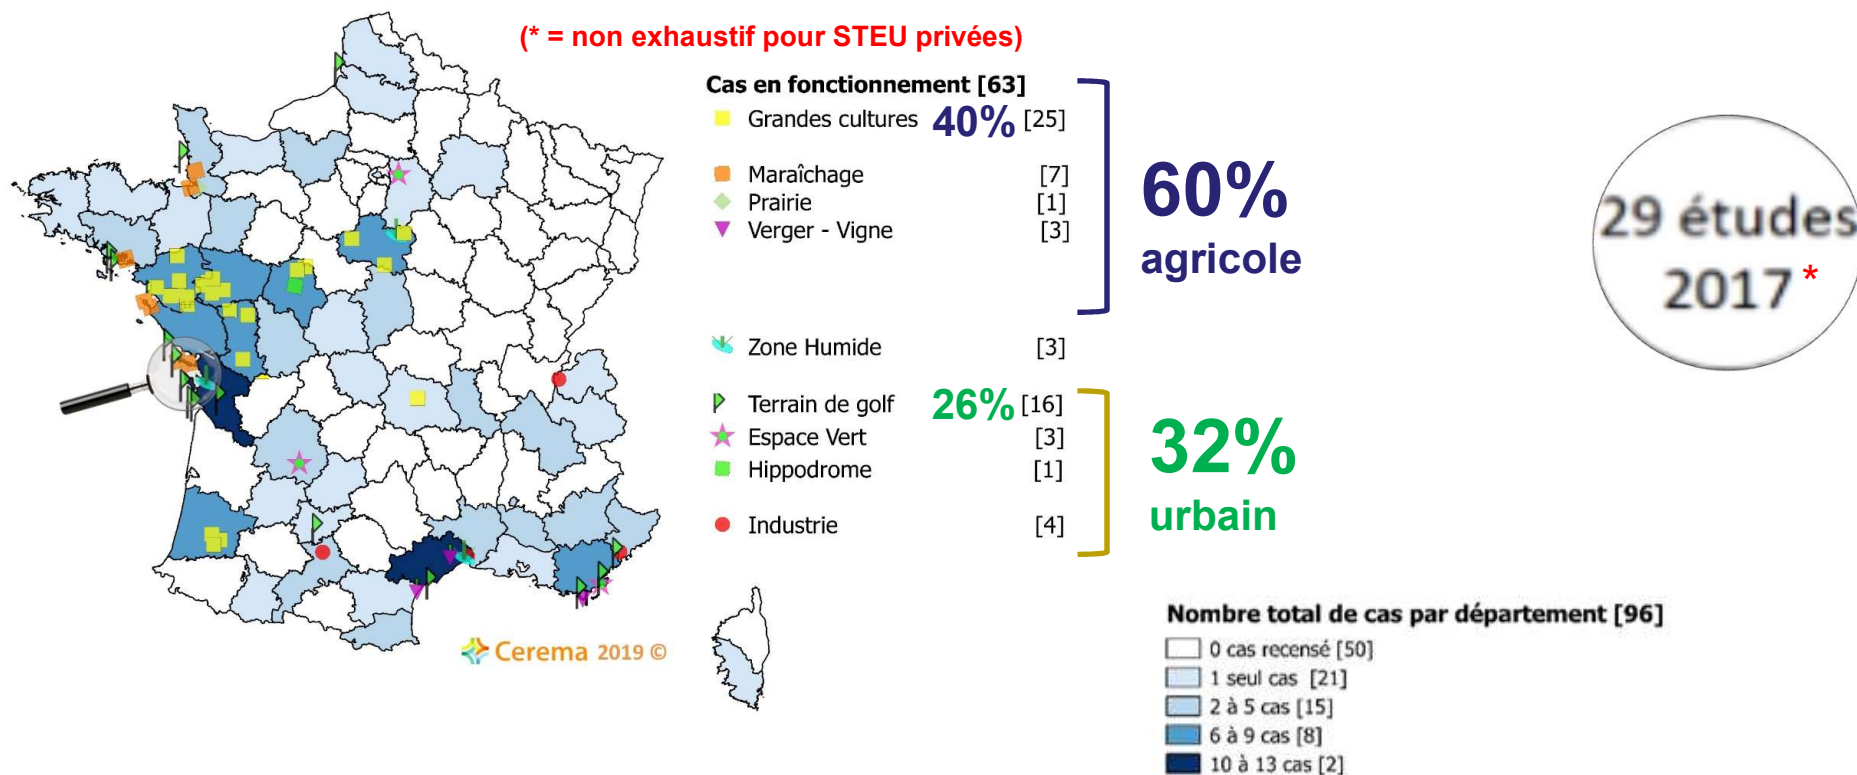 (* = non exhaustif pour STEU privées)
Cas en fonctionnement [63]
Grandes cultures 40% [25]
Maraîchage [7]
Prairie [1]
Verger - Vigne [3]
60%
agricole
Zone Humide [3]
Terrain de golf 26% [16]
Espace Vert [3]
Hippodrome [1]
Industrie [4]
32%
urbain
29 études
2017 *
Cerema 2019 ©
Nombre total de cas par département [96]
0 cas recensé [50]
1 seul cas [21]
2 à 5 cas [15]
6 à 9 cas [8]
10 à 13 cas [2]